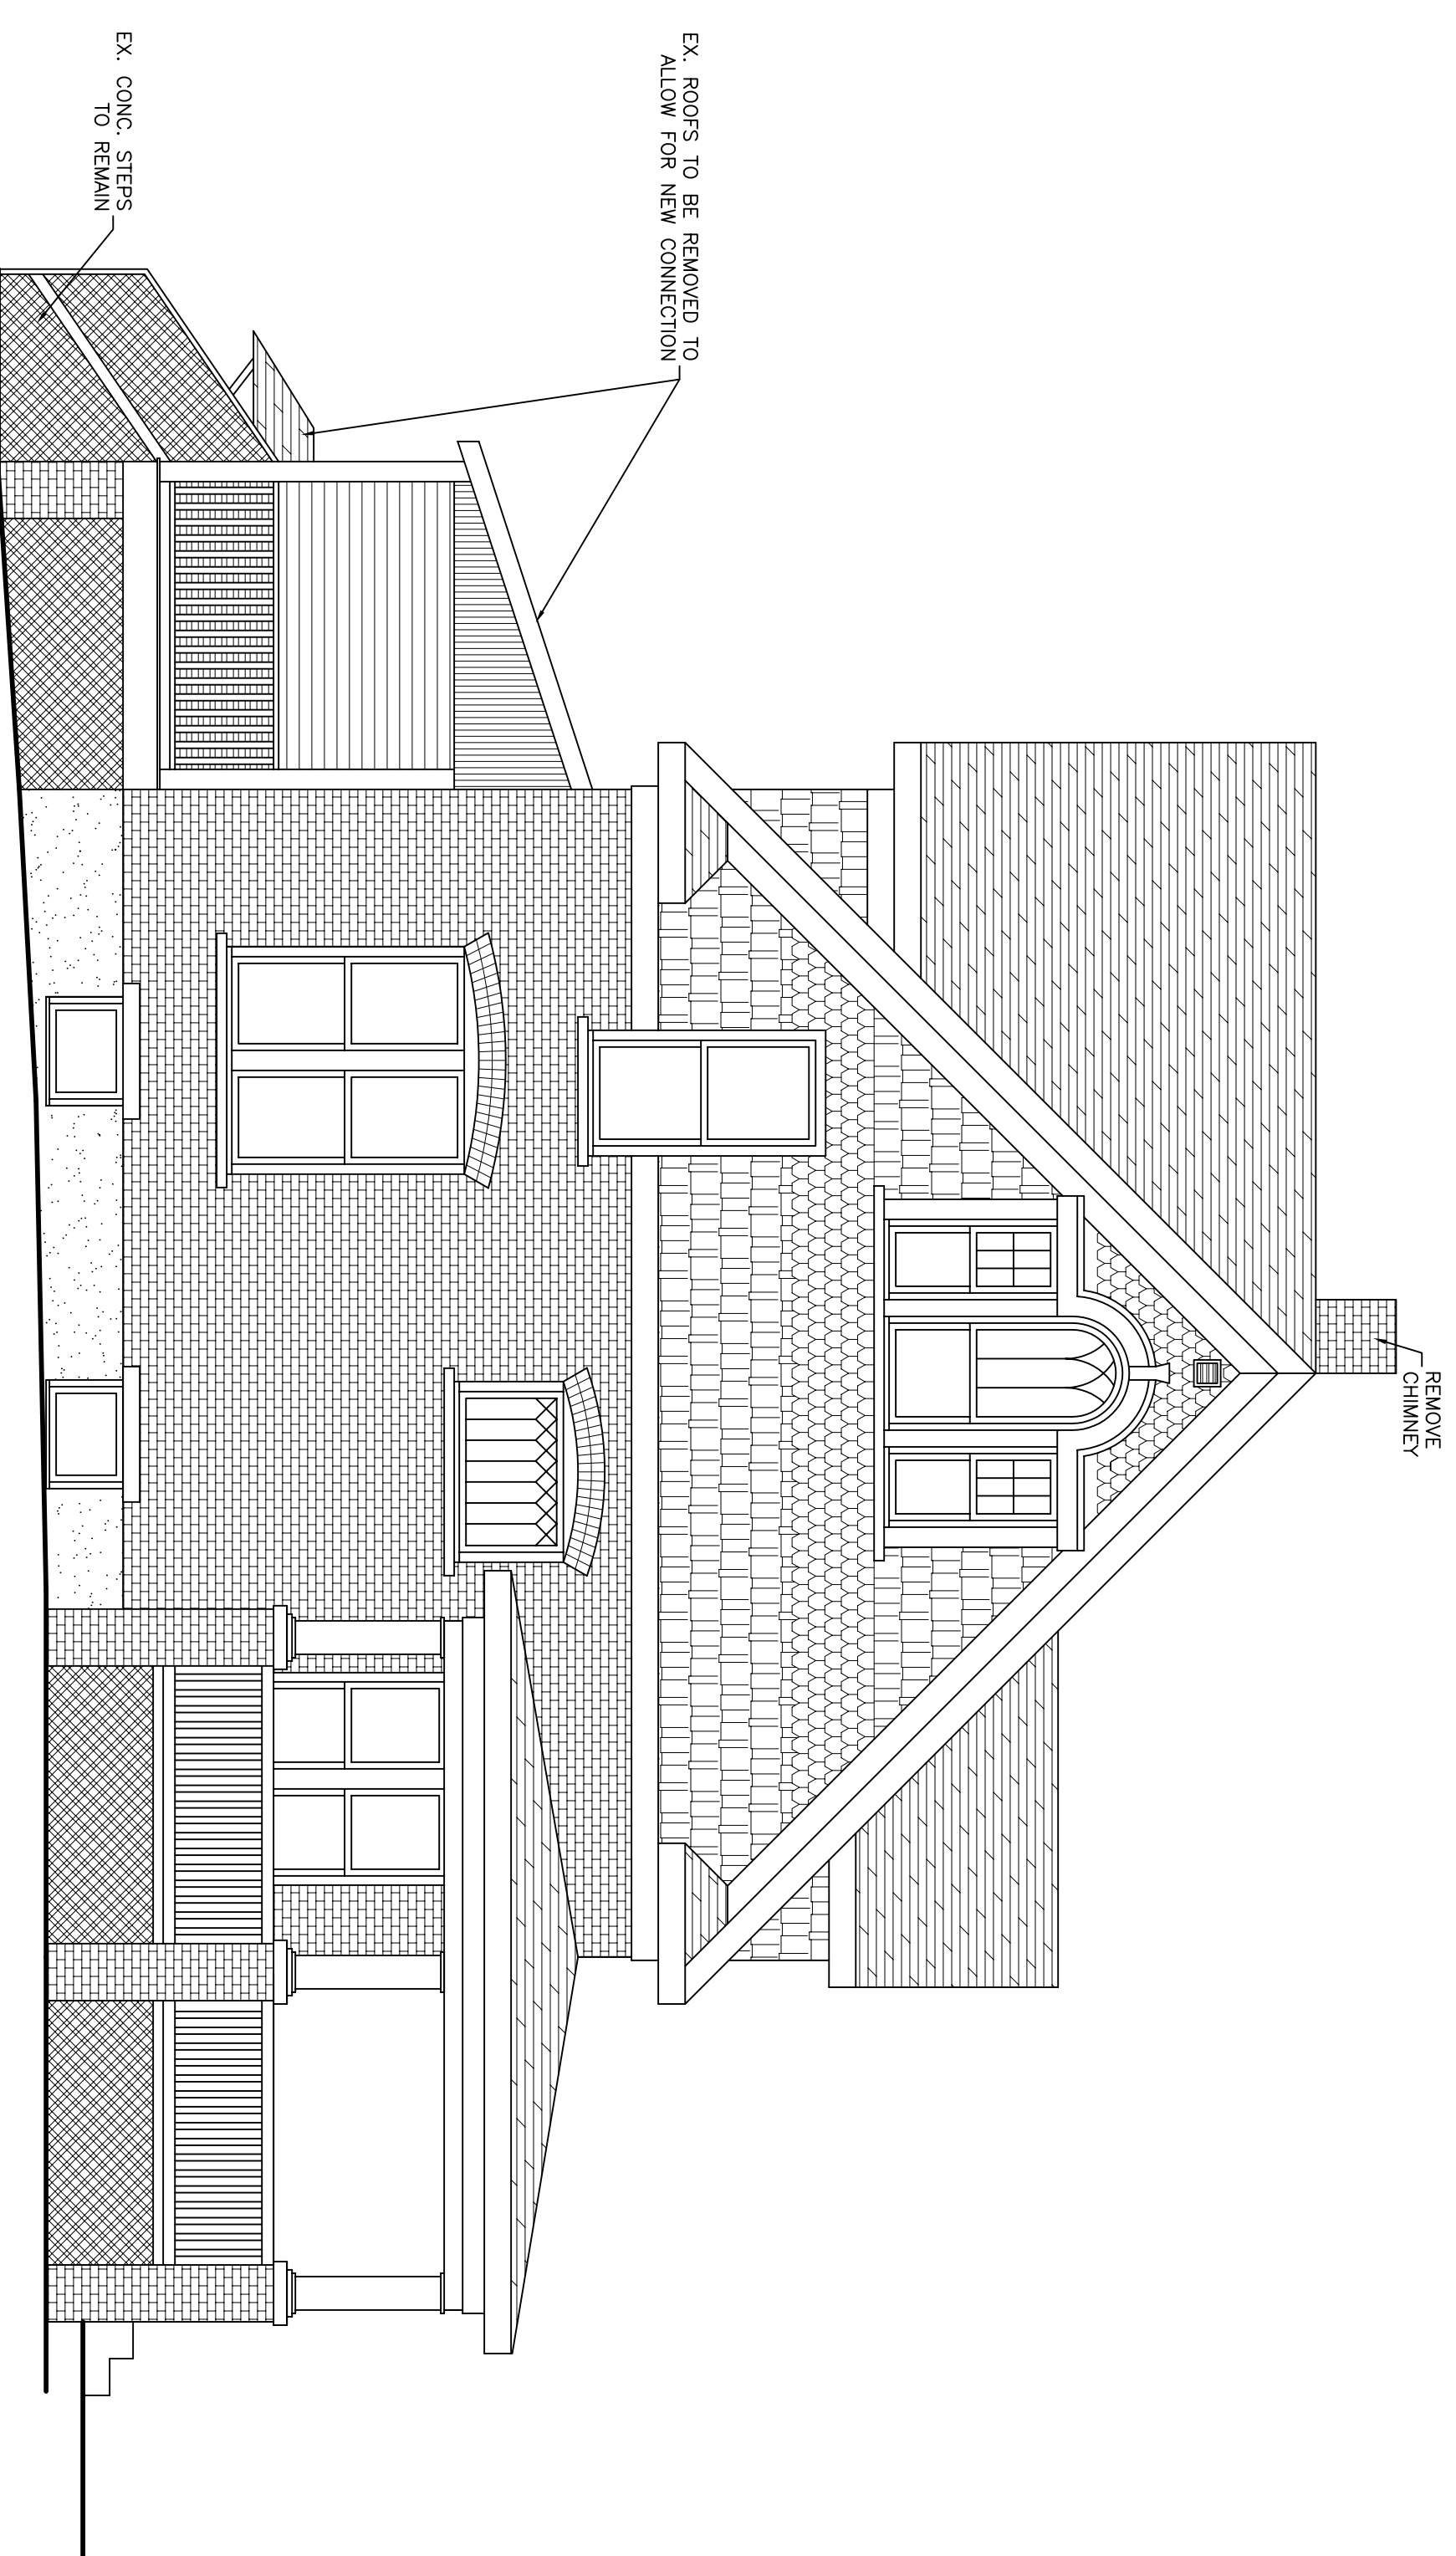 REMOVE
CHIMNEY
EX. ROOFS TO BE REMOVED TO
ALLOW FOR NEW CONNECTION
EX. CONC. STEPS
TO REMAIN